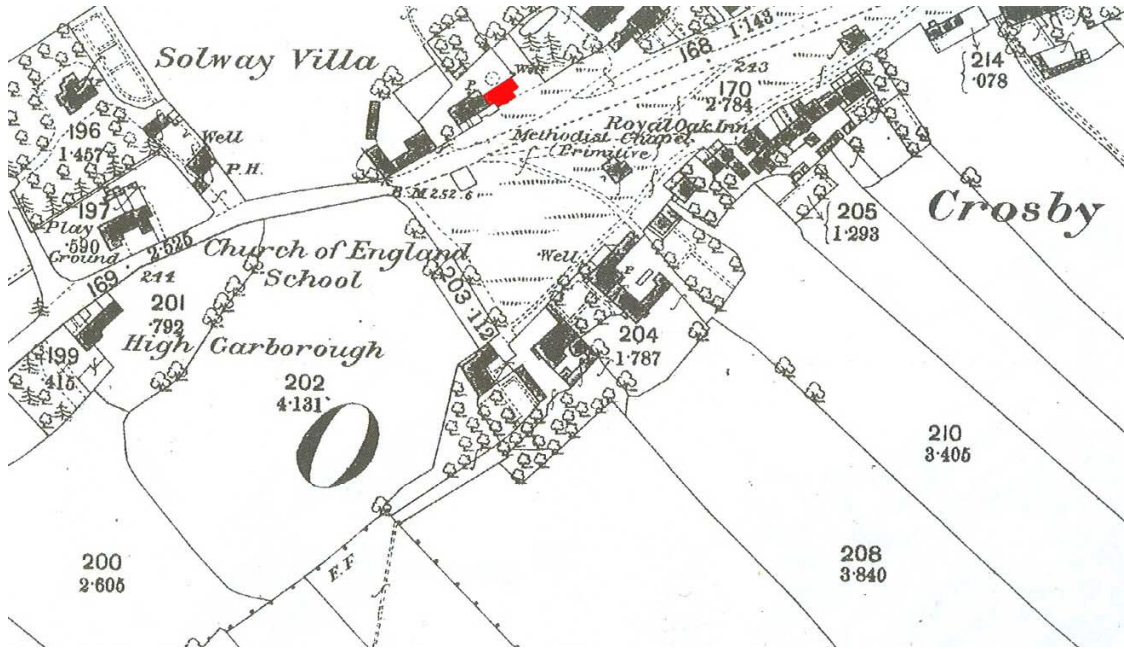 Solway Villa
168 1·143
Well
P
243
170
2·784
214
·078
196
1·457
Well
P.H.
Royal Oak Inn
Methodist Chapel
(Primitive)
B.M.252·6
197
Play
·590
Ground
Crosby
205
1·293
Church of England
School
Well
P
169 2·525
244
203 ·112
201
·792
High Garborough
204
1·787
199
·415
202
4·131
O
210
3·405
200
2·605
E.F
208
3·840